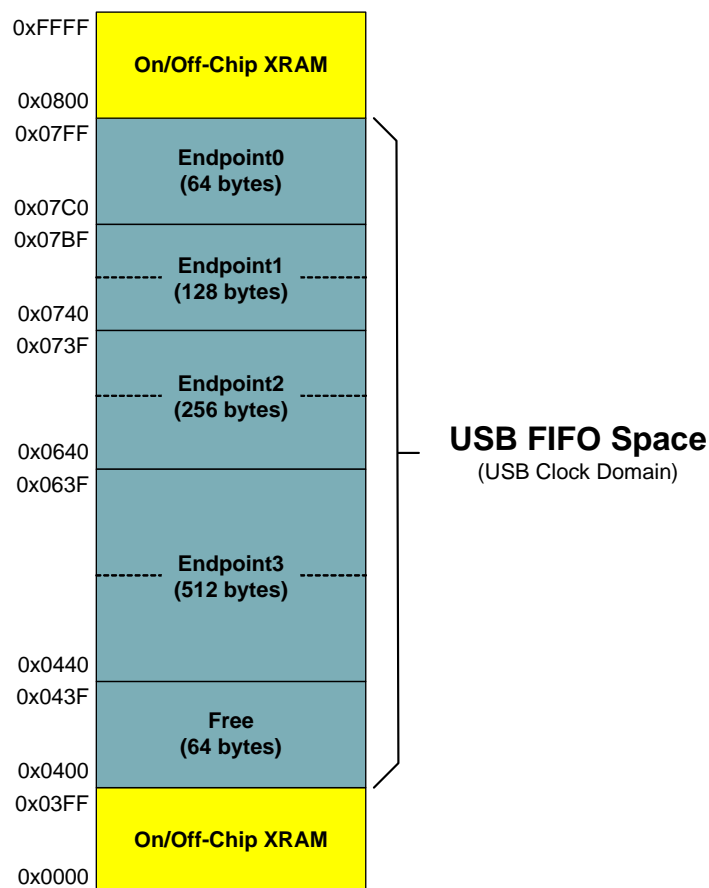 0xFFFF
On/Off-Chip XRAM
0x0800
0x07FF
Endpoint0
(64 bytes)
0x07C0
0x07BF
Endpoint1
(128 bytes)
0x0740
0x073F
Endpoint2
(256 bytes)
0x0640
0x063F
Endpoint3
(512 bytes)
0x0440
0x043F
Free
(64 bytes)
0x0400
0x03FF
On/Off-Chip XRAM
0x0000
USB FIFO Space
(USB Clock Domain)